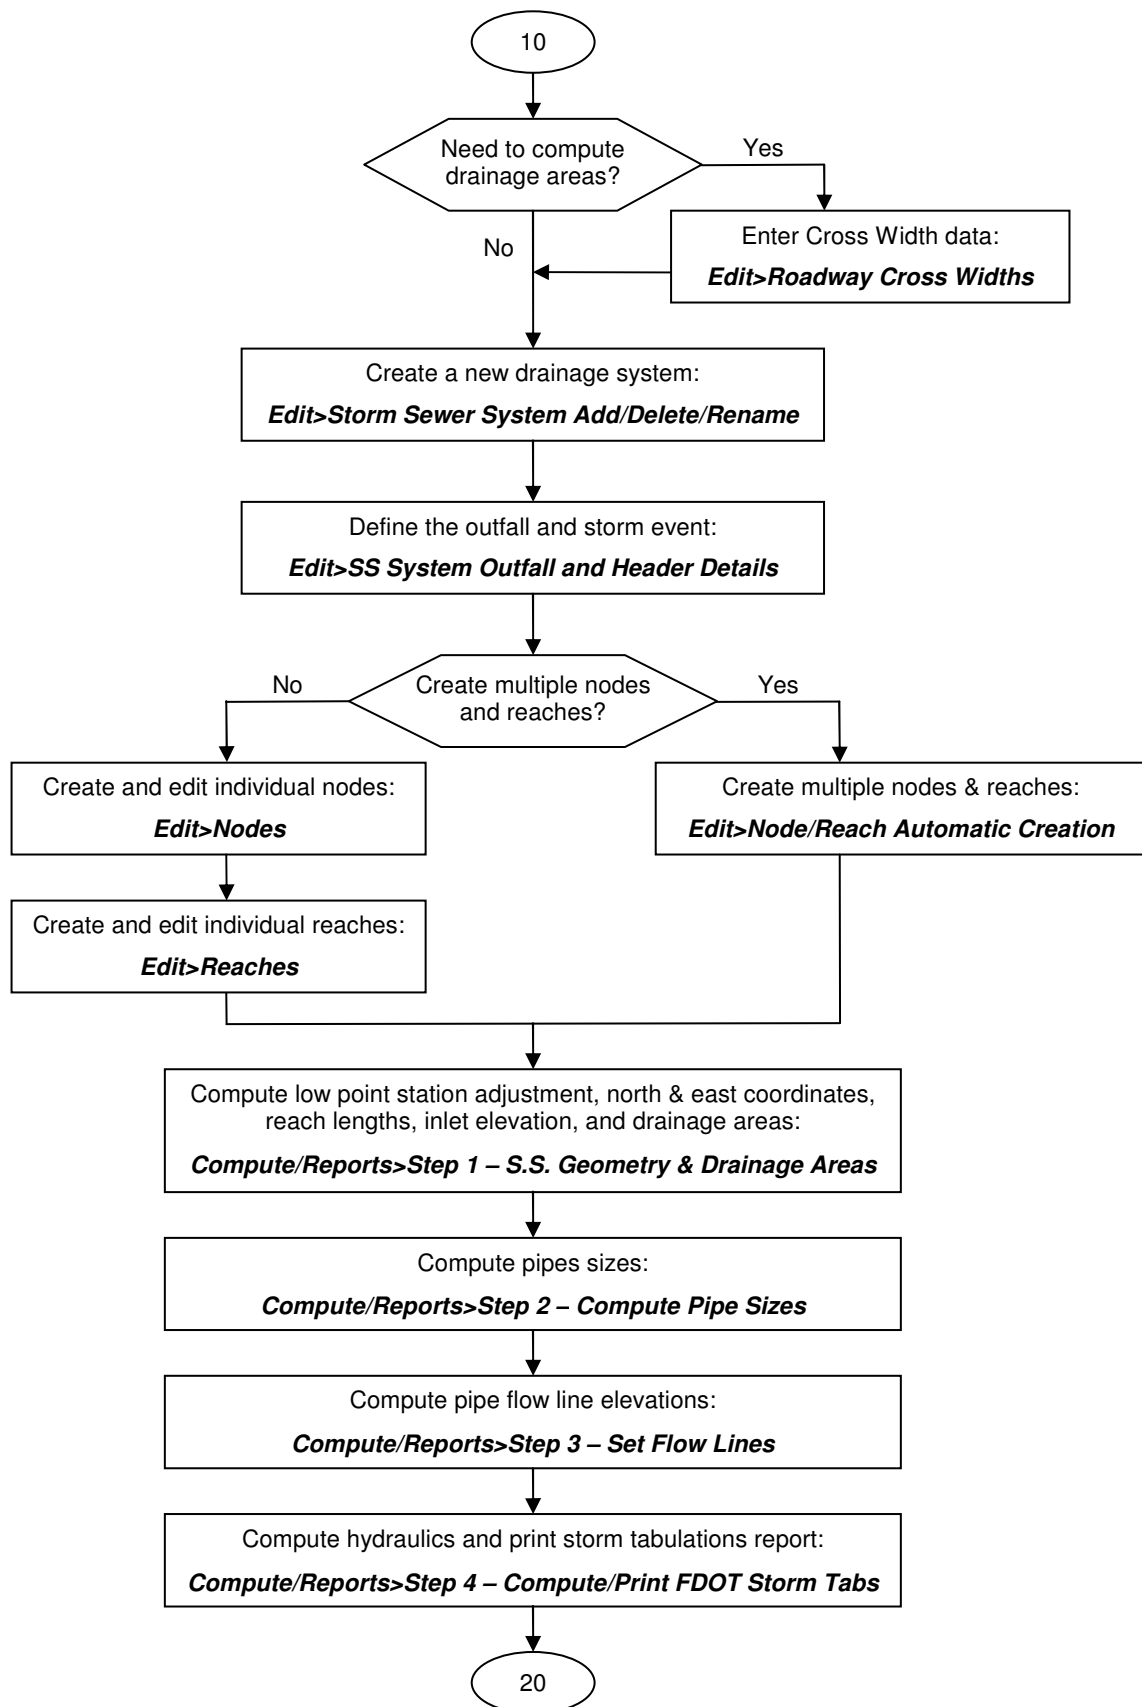 10
Need to compute
drainage areas?
Yes
No
Enter Cross Width data:
Edit>Roadway Cross Widths
Create a new drainage system:
Edit>Storm Sewer System Add/Delete/Rename
Define the outfall and storm event:
Edit>SS System Outfall and Header Details
No
Create multiple nodes
and reaches?
Yes
Create and edit individual nodes:
Edit>Nodes
Create multiple nodes & reaches:
Edit>Node/Reach Automatic Creation
Create and edit individual reaches:
Edit>Reaches
Compute low point station adjustment, north & east coordinates,
reach lengths, inlet elevation, and drainage areas:
Compute/Reports>Step 1 – S.S. Geometry & Drainage Areas
Compute pipes sizes:
Compute/Reports>Step 2 – Compute Pipe Sizes
Compute pipe flow line elevations:
Compute/Reports>Step 3 – Set Flow Lines
Compute hydraulics and print storm tabulations report:
Compute/Reports>Step 4 – Compute/Print FDOT Storm Tabs
20